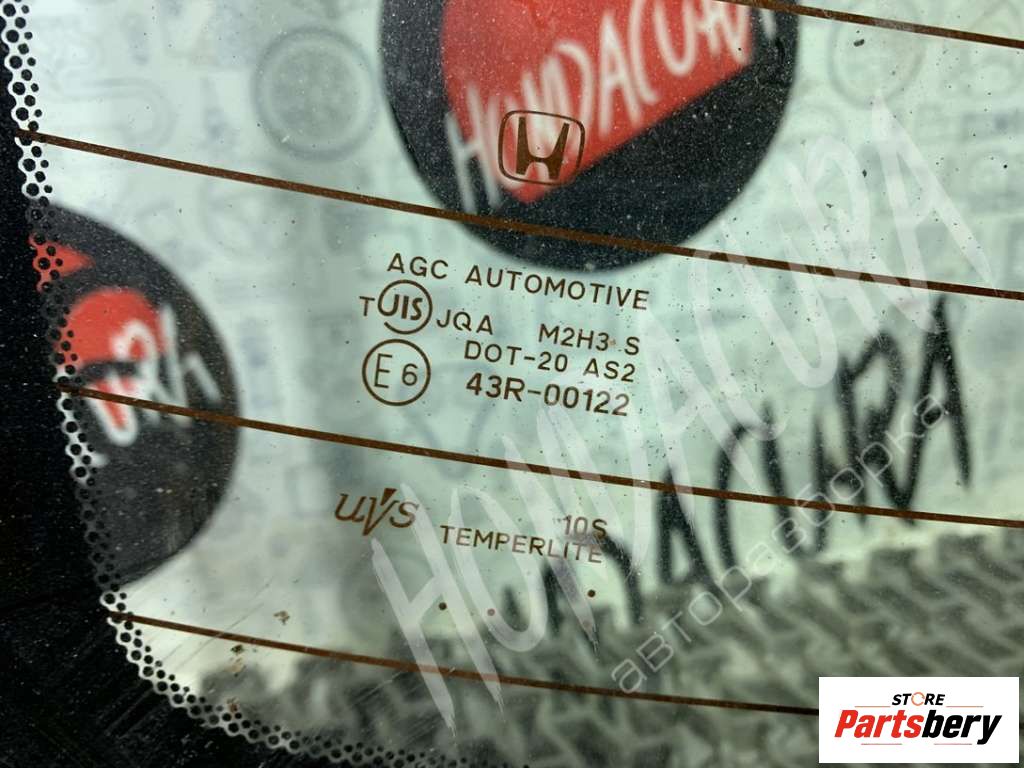 HONDACURA
AGC AUTOMOTIVE
T JIS JQA M2H3 S
DOT-20 AS2
E6 43R-00122
HONDACURA
авторазборка
uvs 10S
TEMPERLITE
STORE
Partsbery